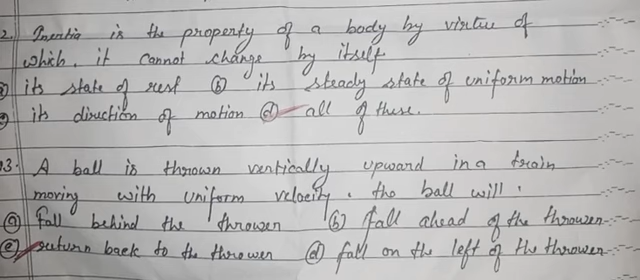 2. Inertia is the property of a body by virtue of
which, it cannot change by itself
its state of rest (b) its steady state of uniform motion
its direction of motion (d) all of these.
3. A ball is thrown vertically upward in a train
moving with uniform velocity. the ball will.
(a) fall behind the thrower (b) fall ahead of the thrower
(c) return back to the thrower (d) fall on the left of the thrower